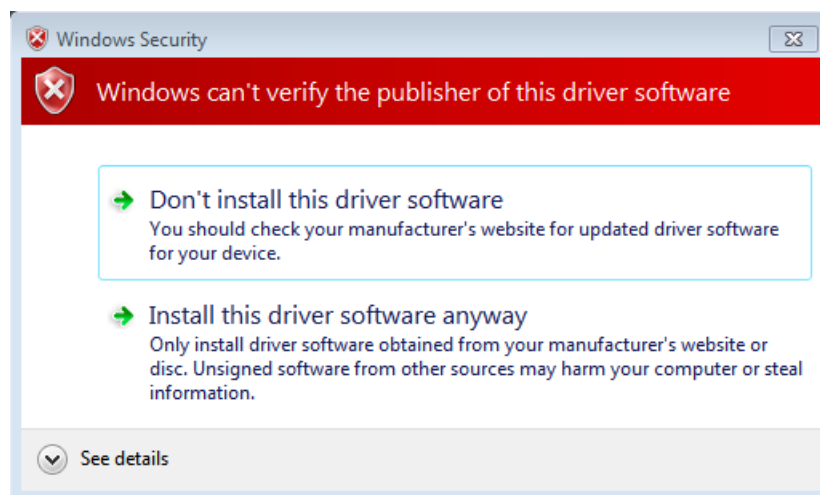 Windows Security
Windows can't verify the publisher of this driver software
Don't install this driver software
You should check your manufacturer's website for updated driver software
for your device.
Install this driver software anyway
Only install driver software obtained from your manufacturer's website or
disc. Unsigned software from other sources may harm your computer or steal
information.
See details